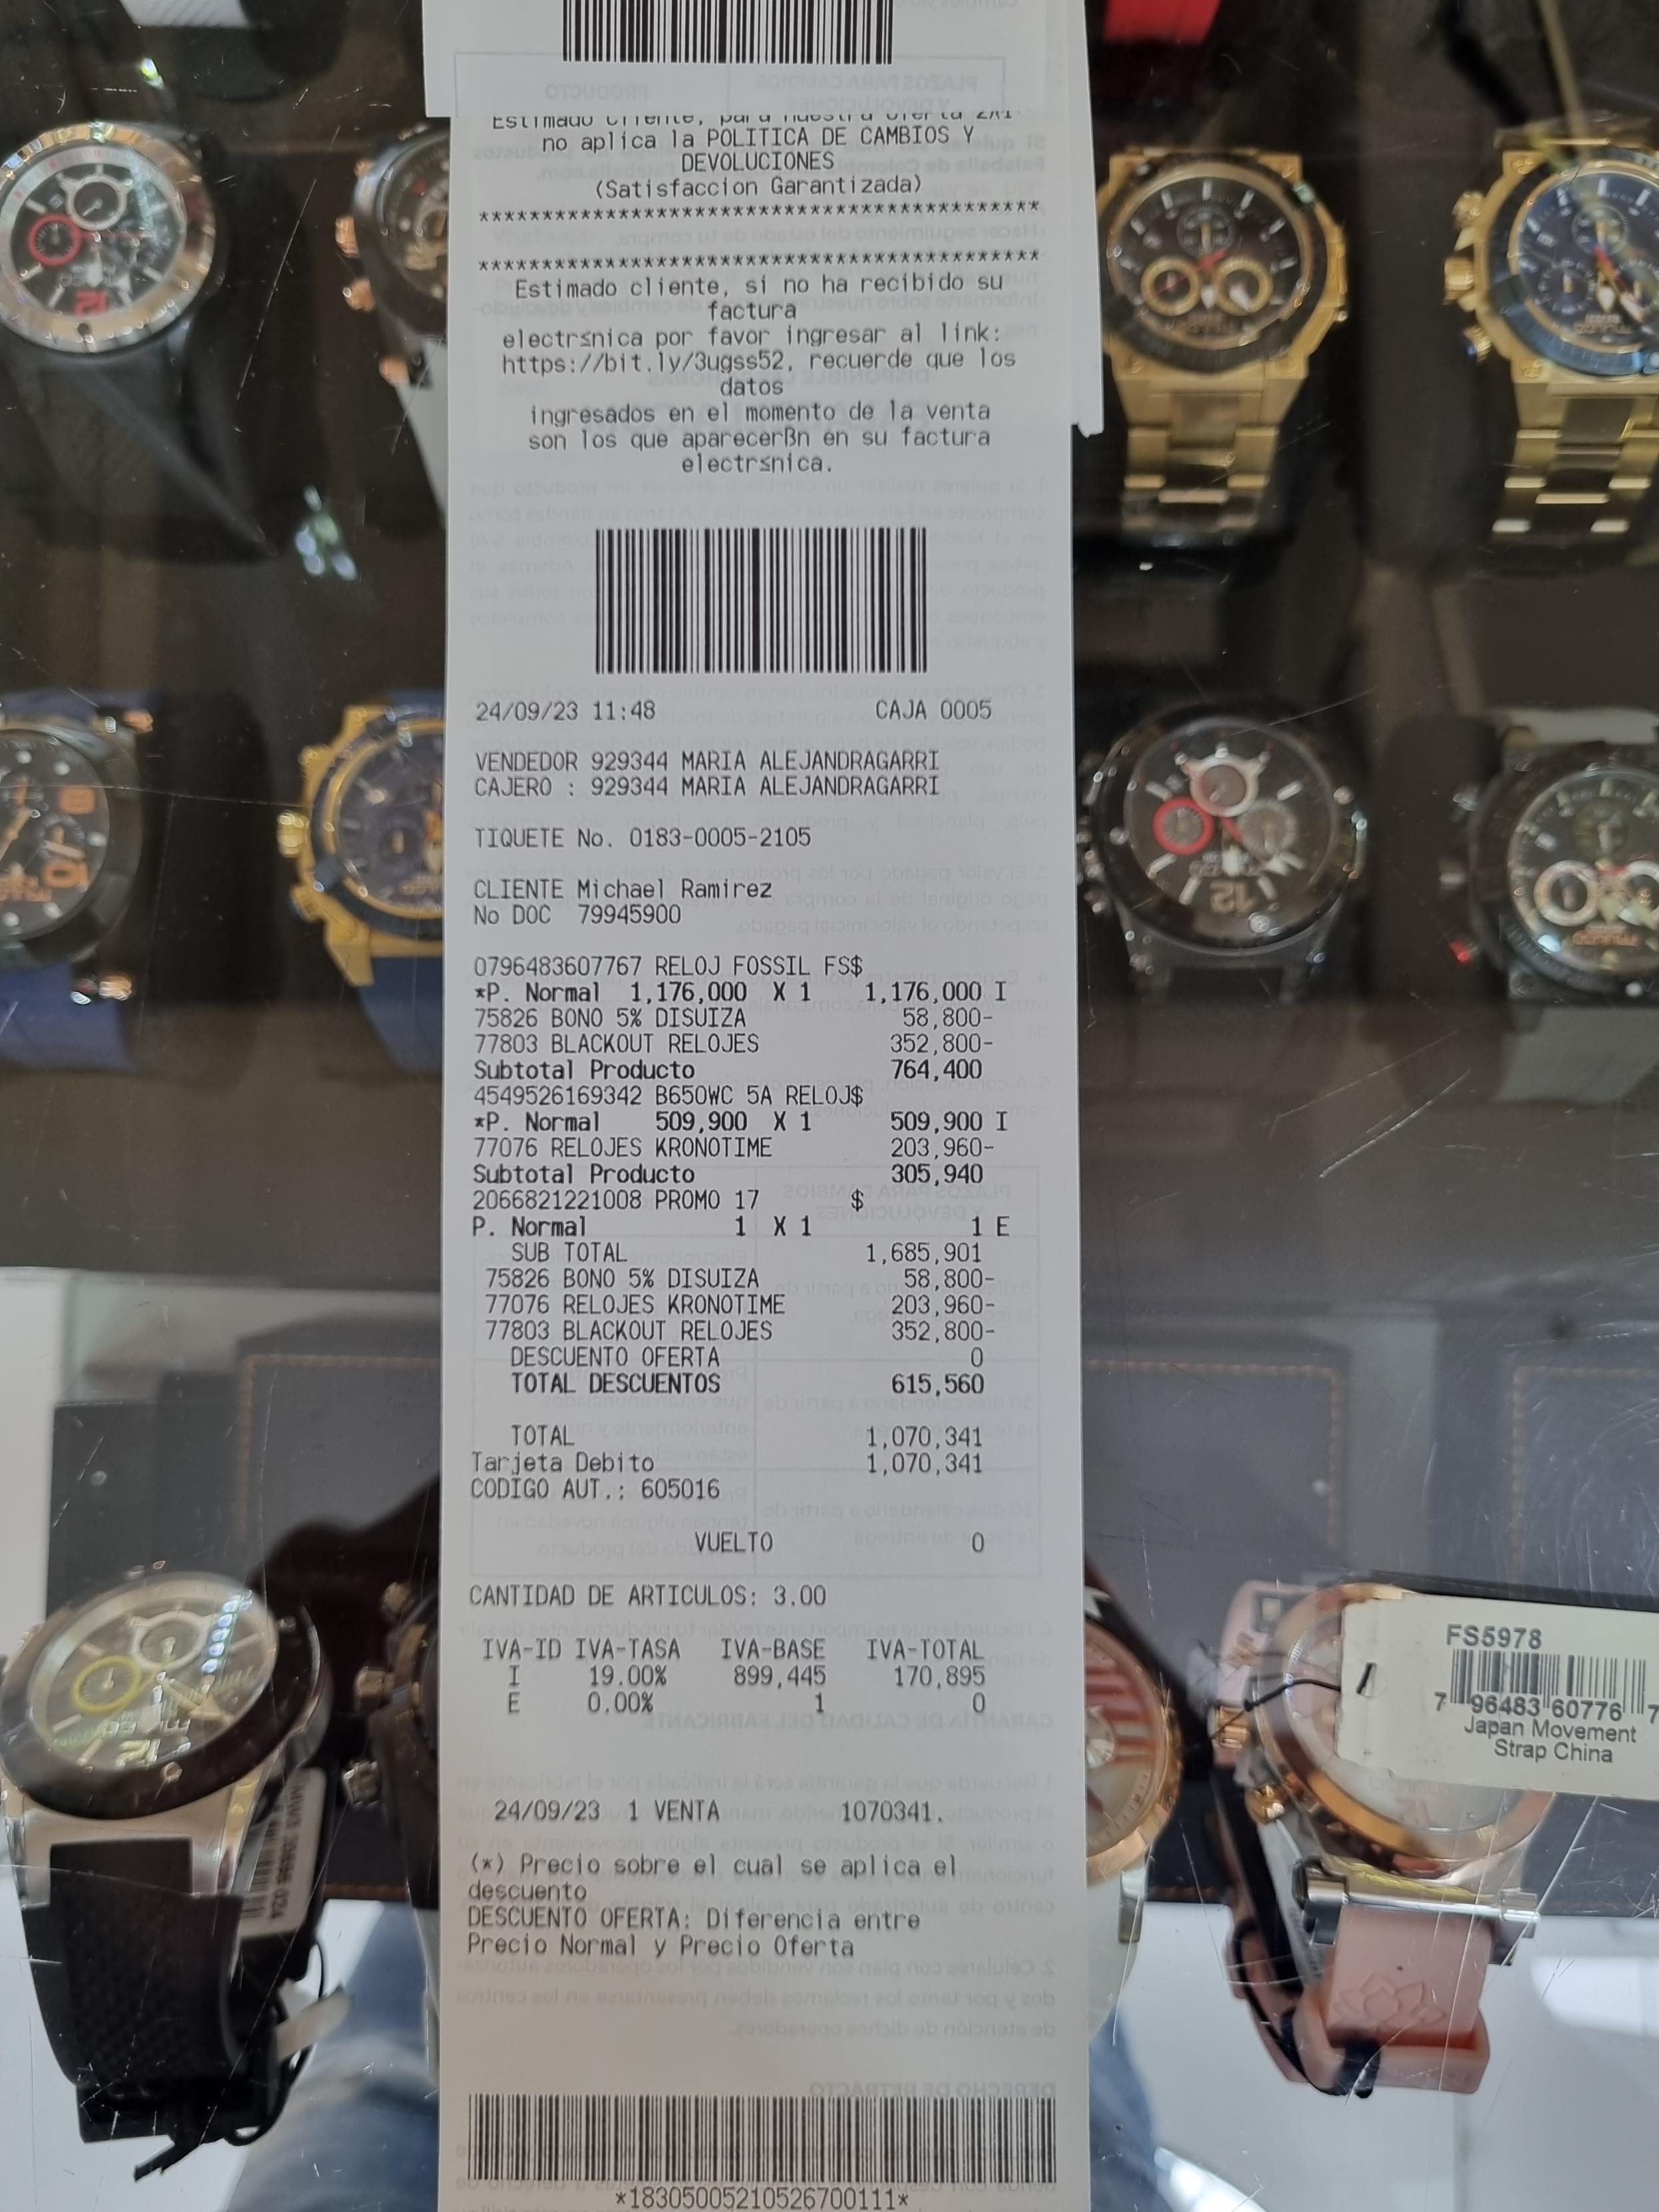 no aplica la POLITICA DE CAMBIOS Y
DEVOLUCIONES
(Satisfaccion Garantizada)
********************************************
********************************************
Estimado cliente, si no ha recibido su
factura
electr≤nica por favor ingresar al link:
https://bit.ly/3ugss52, recuerde que los
datos
ingresados en el momento de la venta
son los que aparecerßn en su factura
electr≤nica.
24/09/23 11:48 CAJA 0005
VENDEDOR 929344 MARIA ALEJANDRAGARRI
CAJERO : 929344 MARIA ALEJANDRAGARRI
TIQUETE No. 0183-0005-2105
CLIENTE Michael Ramirez
No DOC 79945900
0796483607767 RELOJ FOSSIL FS$
*P. Normal 1,176,000 X 1 1,176,000 I
75826 BONO 5% DISUIZA 58,800-
77803 BLACKOUT RELOJES 352,800-
Subtotal Producto 764,400
4549526169342 B650WC 5A RELOJ$
*P. Normal 509,900 X 1 509,900 I
77076 RELOJES KRONOTIME 203,960-
Subtotal Producto 305,940
2066821221008 PROMO 17 $
P. Normal 1 X 1 1 E
SUB TOTAL 1,685,901
75826 BONO 5% DISUIZA 58,800-
77076 RELOJES KRONOTIME 203,960-
77803 BLACKOUT RELOJES 352,800-
DESCUENTO OFERTA 0
TOTAL DESCUENTOS 615,560
TOTAL 1,070,341
Tarjeta Debito 1,070,341
CODIGO AUT.: 605016
VUELTO 0
CANTIDAD DE ARTICULOS: 3.00
IVA-ID IVA-TASA IVA-BASE IVA-TOTAL
I 19.00% 899,445 170,895
E 0.00% 1 0
24/09/23 1 VENTA 1070341.
(*) Precio sobre el cual se aplica el
descuento
DESCUENTO OFERTA: Diferencia entre
Precio Normal y Precio Oferta
*18305005210526700111*
FS5978
7 96483 60776 7
Japan Movement
Strap China